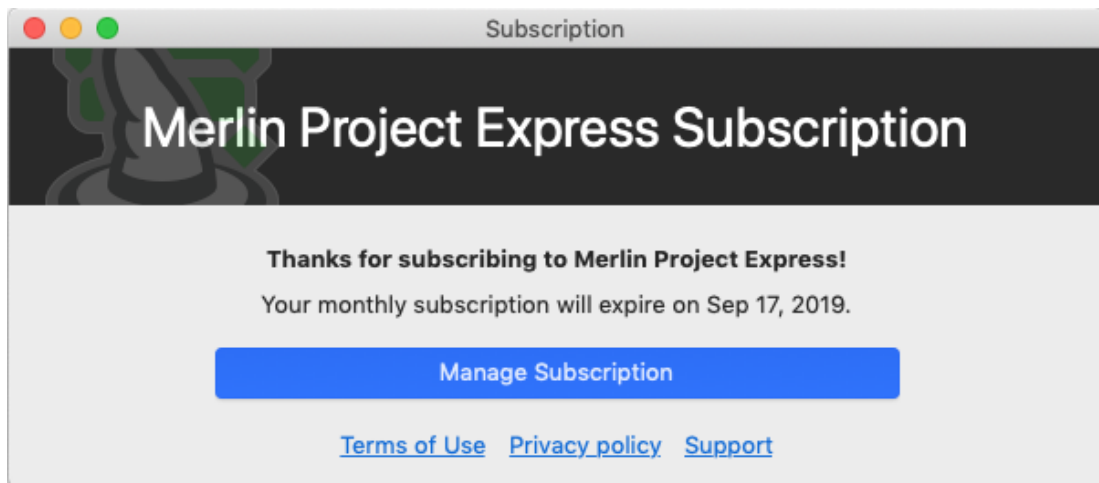 Subscription
Merlin Project Express Subscription
Thanks for subscribing to Merlin Project Express!
Your monthly subscription will expire on Sep 17, 2019.
Manage Subscription
Terms of Use Privacy policy Support